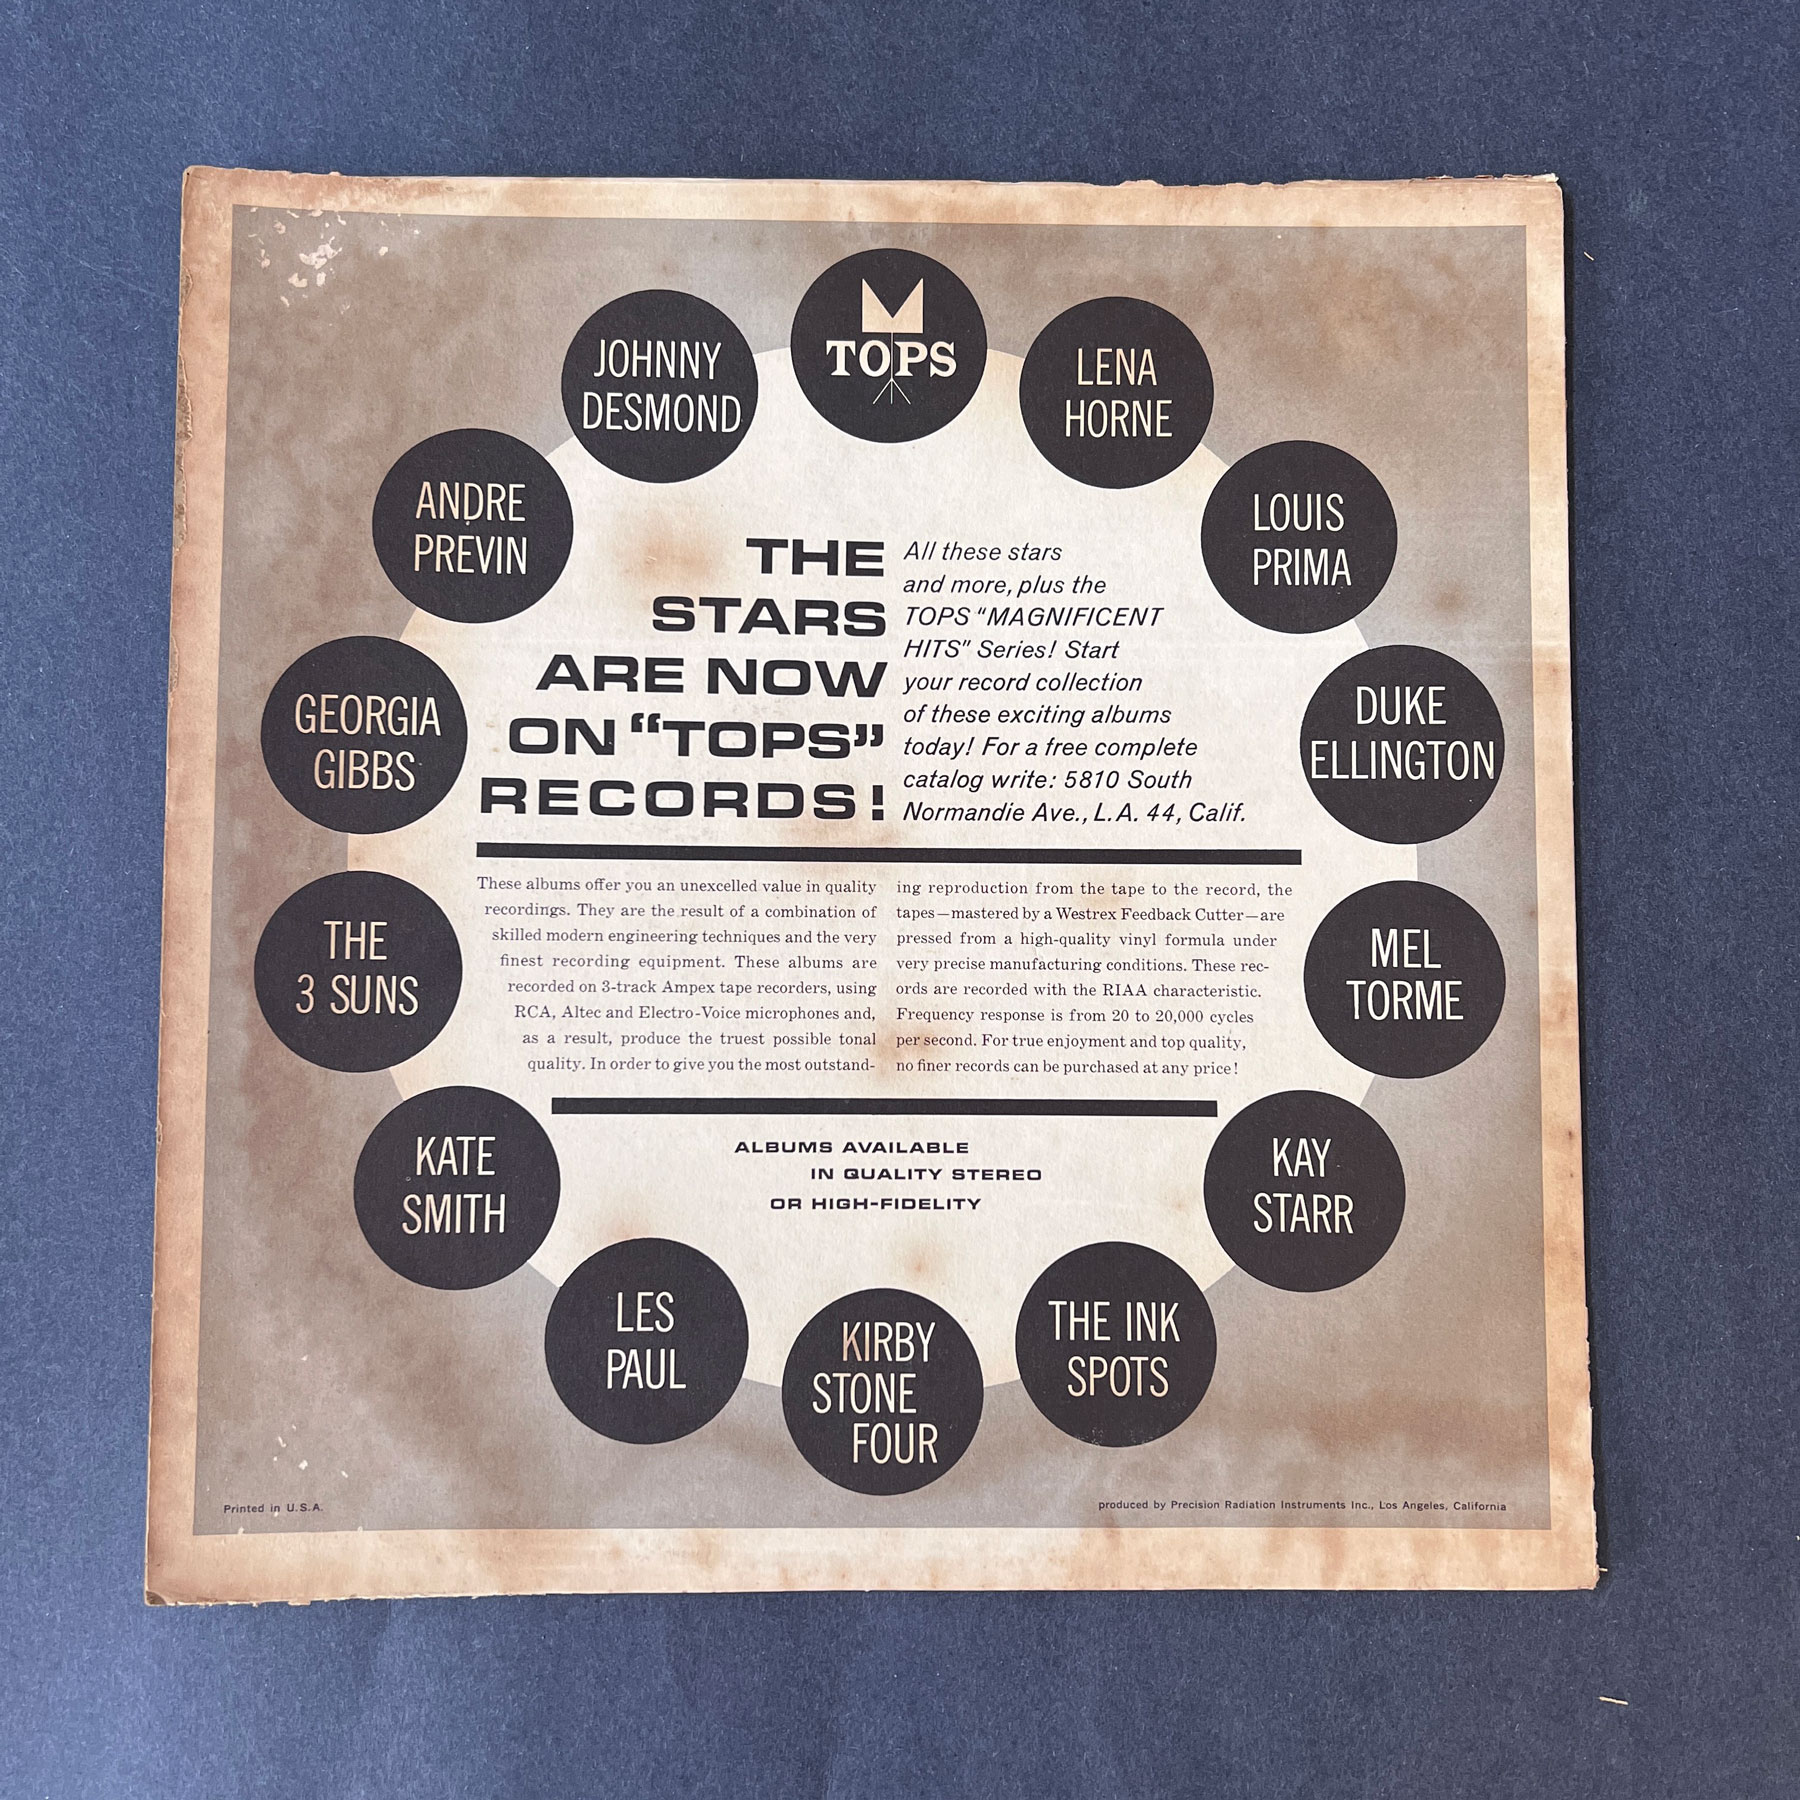 TOPS
JOHNNY
DESMOND
LENA
HORNE
ANDRE
PREVIN
LOUIS
PRIMA
GEORGIA
GIBBS
DUKE
ELLINGTON
THE
3 SUNS
MEL
TORME
KATE
SMITH
KAY
STARR
LES
PAUL
KIRBY
STONE
FOUR
THE INK
SPOTS
THE
STARS
ARE NOW
ON “TOPS”
RECORDS!
All these stars
and more, plus the
TOPS "MAGNIFICENT
HITS" Series! Start
your record collection
of these exciting albums
today! For a free complete
catalog write: 5810 South
Normandie Ave., L.A. 44, Calif.
These albums offer you an unexcelled value in quality
recordings. They are the result of a combination of
skilled modern engineering techniques and the very
finest recording equipment. These albums are
recorded on 3-track Ampex tape recorders, using
RCA, Altec and Electro-Voice microphones and,
as a result, produce the truest possible tonal
quality. In order to give you the most outstand-
ing reproduction from the tape to the record, the
tapes—mastered by a Westrex Feedback Cutter—are
pressed from a high-quality vinyl formula under
very precise manufacturing conditions. These rec-
ords are recorded with the RIAA characteristic.
Frequency response is from 20 to 20,000 cycles
per second. For true enjoyment and top quality,
no finer records can be purchased at any price!
ALBUMS AVAILABLE
IN QUALITY STEREO
OR HIGH-FIDELITY
Printed in U.S.A.
produced by Precision Radiation Instruments Inc., Los Angeles, California